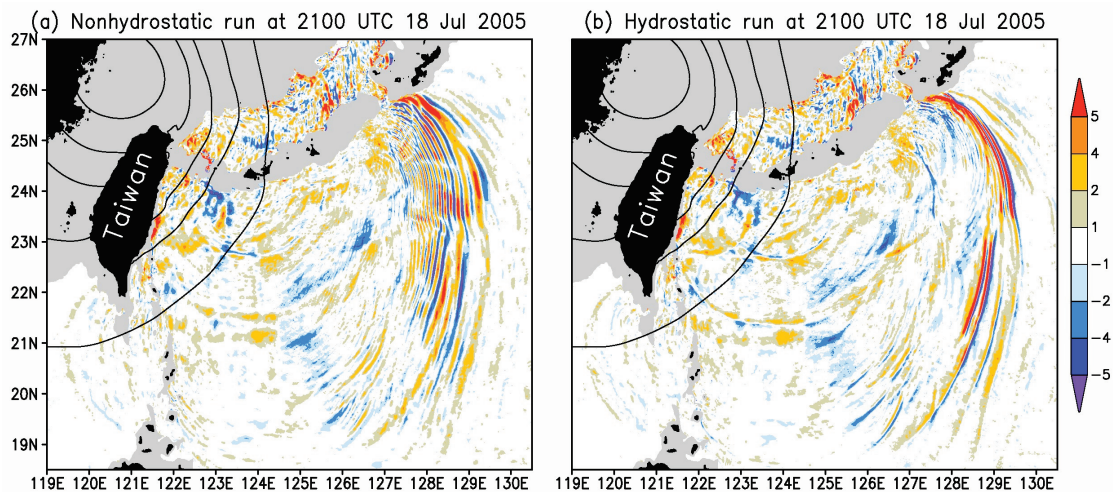 (a) Nonhydrostatic run at 2100 UTC 18 Jul 2005
(b) Hydrostatic run at 2100 UTC 18 Jul 2005
27N
26N
25N
24N
23N
22N
21N
20N
19N
Taiwan
Taiwan
5
4
2
1
−1
−2
−4
−5
119E 120E 121E 122E 123E 124E 125E 126E 127E 128E 129E 130E
119E 120E 121E 122E 123E 124E 125E 126E 127E 128E 129E 130E